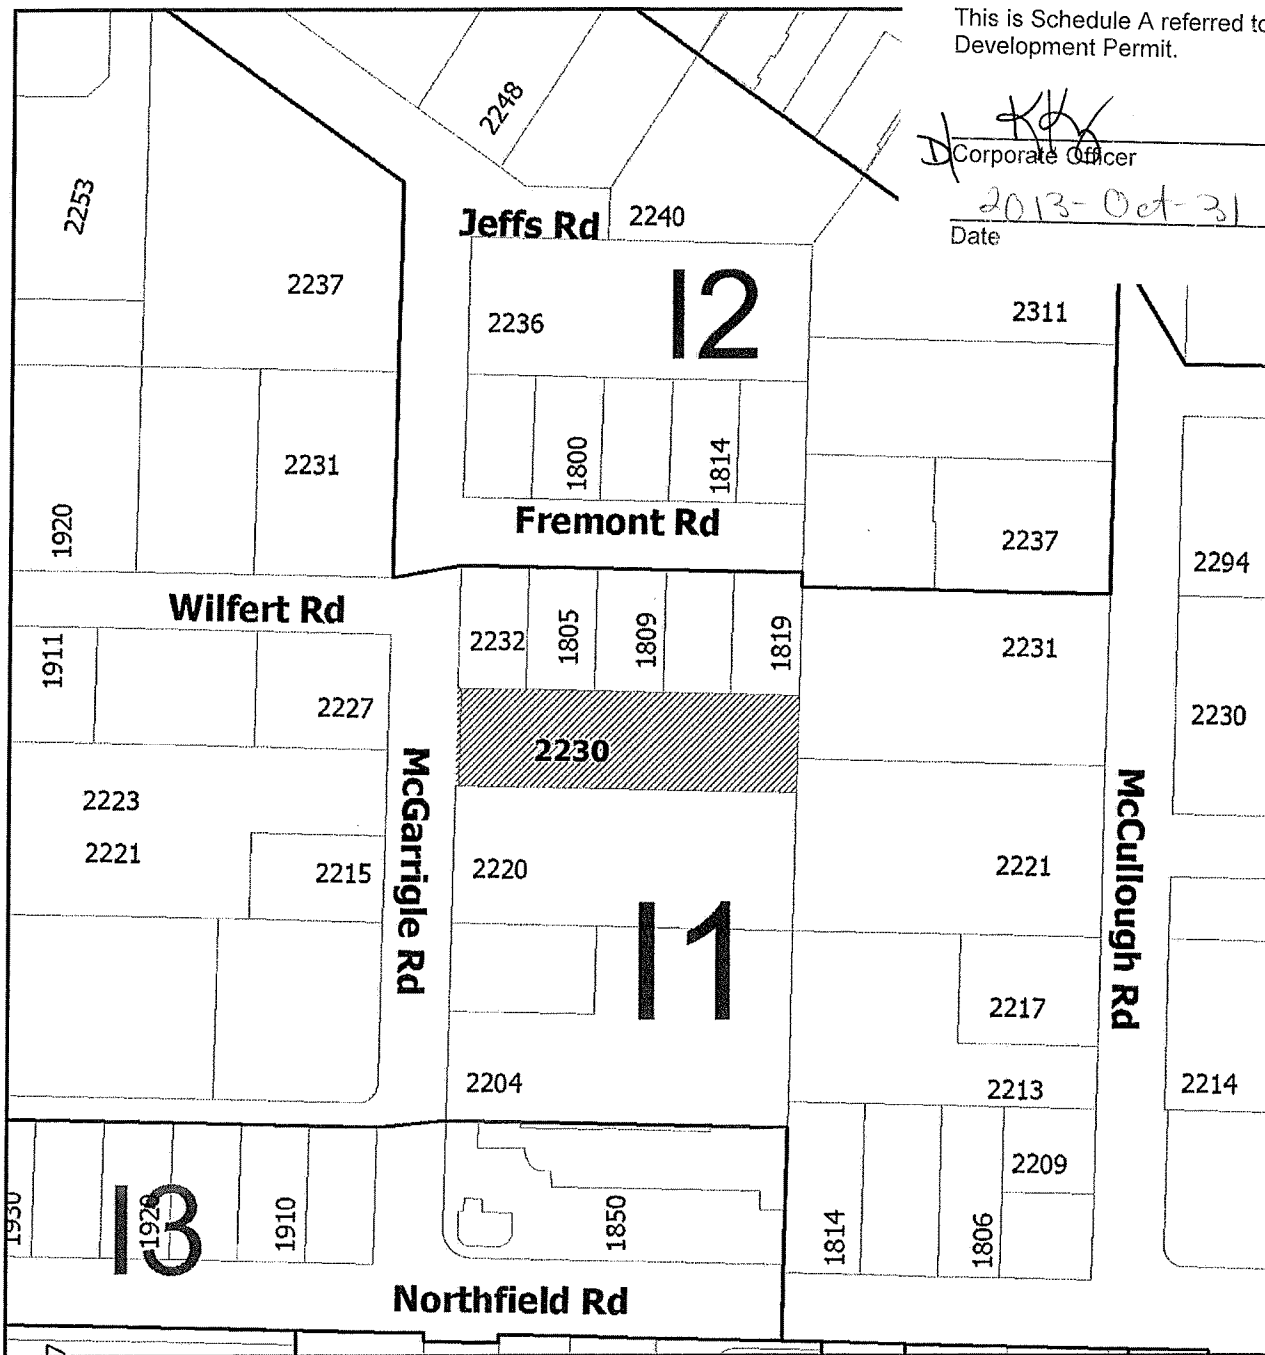 This is Schedule A referred to
Development Permit.
Corporate Officer
2013-Oct-31
Date
2248
2253
Jeffs Rd
2240
2237
I2
2311
2236
1800
1814
2231
1920
Fremont Rd
2237
2294
Wilfert Rd
1911
2232
1805
1809
1819
2231
2227
2230
2230
McGarrigle Rd
McCullough Rd
2223
2221
2215
2220
2221
I1
2217
2204
2213
2214
2209
1930
I3
1920
1910
1850
1814
1806
Northfield Rd
7